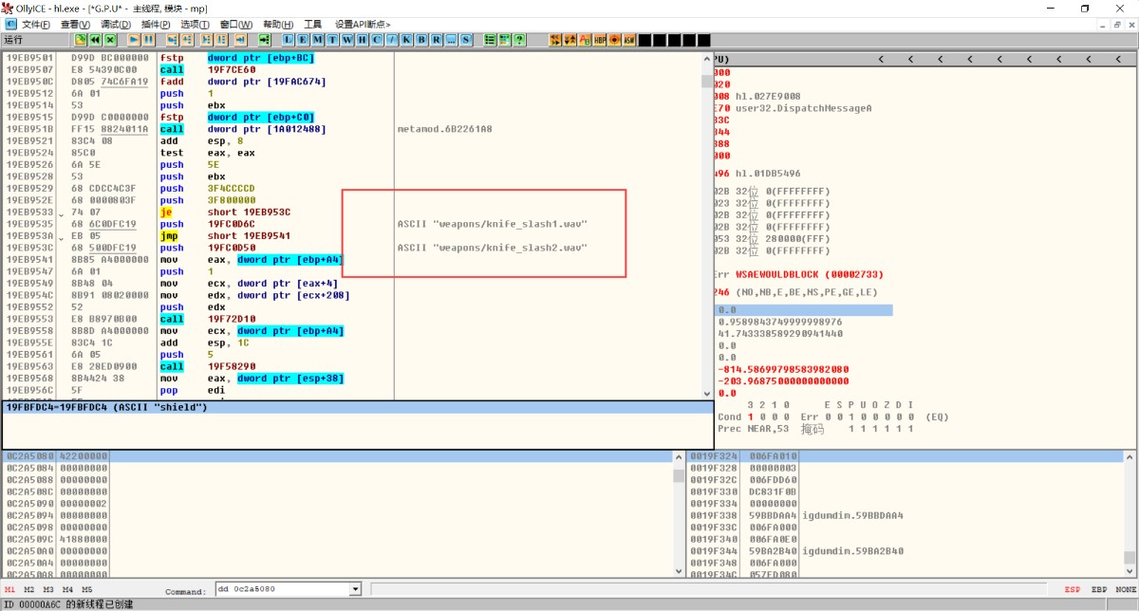 OllyICE - hl.exe - [*G.P.U* - 主线程, 模块 - mp]
文件(F) 查看(V) 调试(D) 插件(P) 选项(T) 窗口(W) 帮助(H) 工具 设置API断点>
运行 L E M T W H C / K B R ... S
19EB9501 D99D BC000000 fstp dword ptr [ebp+BC]
19EB9507 E8 54390C00 call 19F7CE60
19EB950C D805 74C6FA19 fadd dword ptr [19FAC674]
19EB9512 6A 01 push 1
19EB9514 53 push ebx
19EB9515 D99D C0000000 fstp dword ptr [ebp+C0]
19EB951B FF15 8824011A call dword ptr [1A012488] metamod.6B2261A8
19EB9521 83C4 08 add esp, 8
19EB9524 85C0 test eax, eax
19EB9526 6A 5E push 5E
19EB9528 53 push ebx
19EB9529 68 CDCC4C3F push 3F4CCCCD
19EB952E 68 0000803F push 3F800000
19EB9533 74 07 je short 19EB953C
19EB9535 68 6C0DFC19 push 19FC0D6C ASCII "weapons/knife_slash1.wav"
19EB953A EB 05 jmp short 19EB9541
19EB953C 68 500DFC19 push 19FC0D50 ASCII "weapons/knife_slash2.wav"
19EB9541 8B85 A4000000 mov eax, dword ptr [ebp+A4]
19EB9547 6A 01 push 1
19EB9549 8B48 04 mov ecx, dword ptr [eax+4]
19EB954C 8B91 08020000 mov edx, dword ptr [ecx+208]
19EB9552 52 push edx
19EB9553 E8 B8970B00 call 19F72D10
19EB9558 8B8D A4000000 mov ecx, dword ptr [ebp+A4]
19EB955E 83C4 1C add esp, 1C
19EB9561 6A 05 push 5
19EB9563 E8 28ED0900 call 19F58290
19EB9568 8B4424 38 mov eax, dword ptr [esp+38]
19EB956C 5F pop edi
PU) < < < < < < < < <
000
020
008 hl.027E9008
E70 user32.DispatchMessageA
83C
844
888
000
496 hl.01DB5496
02B 32位 0(FFFFFFFF)
023 32位 0(FFFFFFFF)
02B 32位 0(FFFFFFFF)
02B 32位 0(FFFFFFFF)
053 32位 280000(FFF)
02B 32位 0(FFFFFFFF)
Err WSAEWOULDBLOCK (00002733)
246 (NO,NB,E,BE,NS,PE,GE,LE)
0.0
0.9589843749999998976
41.743338589290941440
0.0
0.0
-814.58699798583982080
-203.96875000000000000
0.0
3 2 1 0 E S P U O Z D I
Cond 1 0 0 0 Err 0 0 1 0 0 0 0 0 (EQ)
Prec NEAR,53 掩码 1 1 1 1 1 1
19FBFDC4=19FBFDC4 (ASCII "shield")
0C2A5080 42200000
0C2A5084 00000000
0C2A5088 00000000
0C2A508C 00000000
0C2A5090 00000002
0C2A5094 00000000
0C2A5098 00000000
0C2A509C 41880000
0C2A50A0 00000000
0C2A50A4 00000000
0C2A50A8 00000000
0019F324 006FA010
0019F328 00000003
0019F32C 006FDD60
0019F330 DC831F0B
0019F334 00000000
0019F338 59BBDAA4 igdumdim.59BBDAA4
0019F33C 006FA000
0019F340 006FA0E0
0019F344 59BA2B40 igdumdim.59BA2B40
0019F348 006FA000
0019F34C 057FD080
M1 M2 M3 M4 M5 Command: dd 0c2a5080 ESP EBP NONE
ID 00000A6C 的新线程已创建